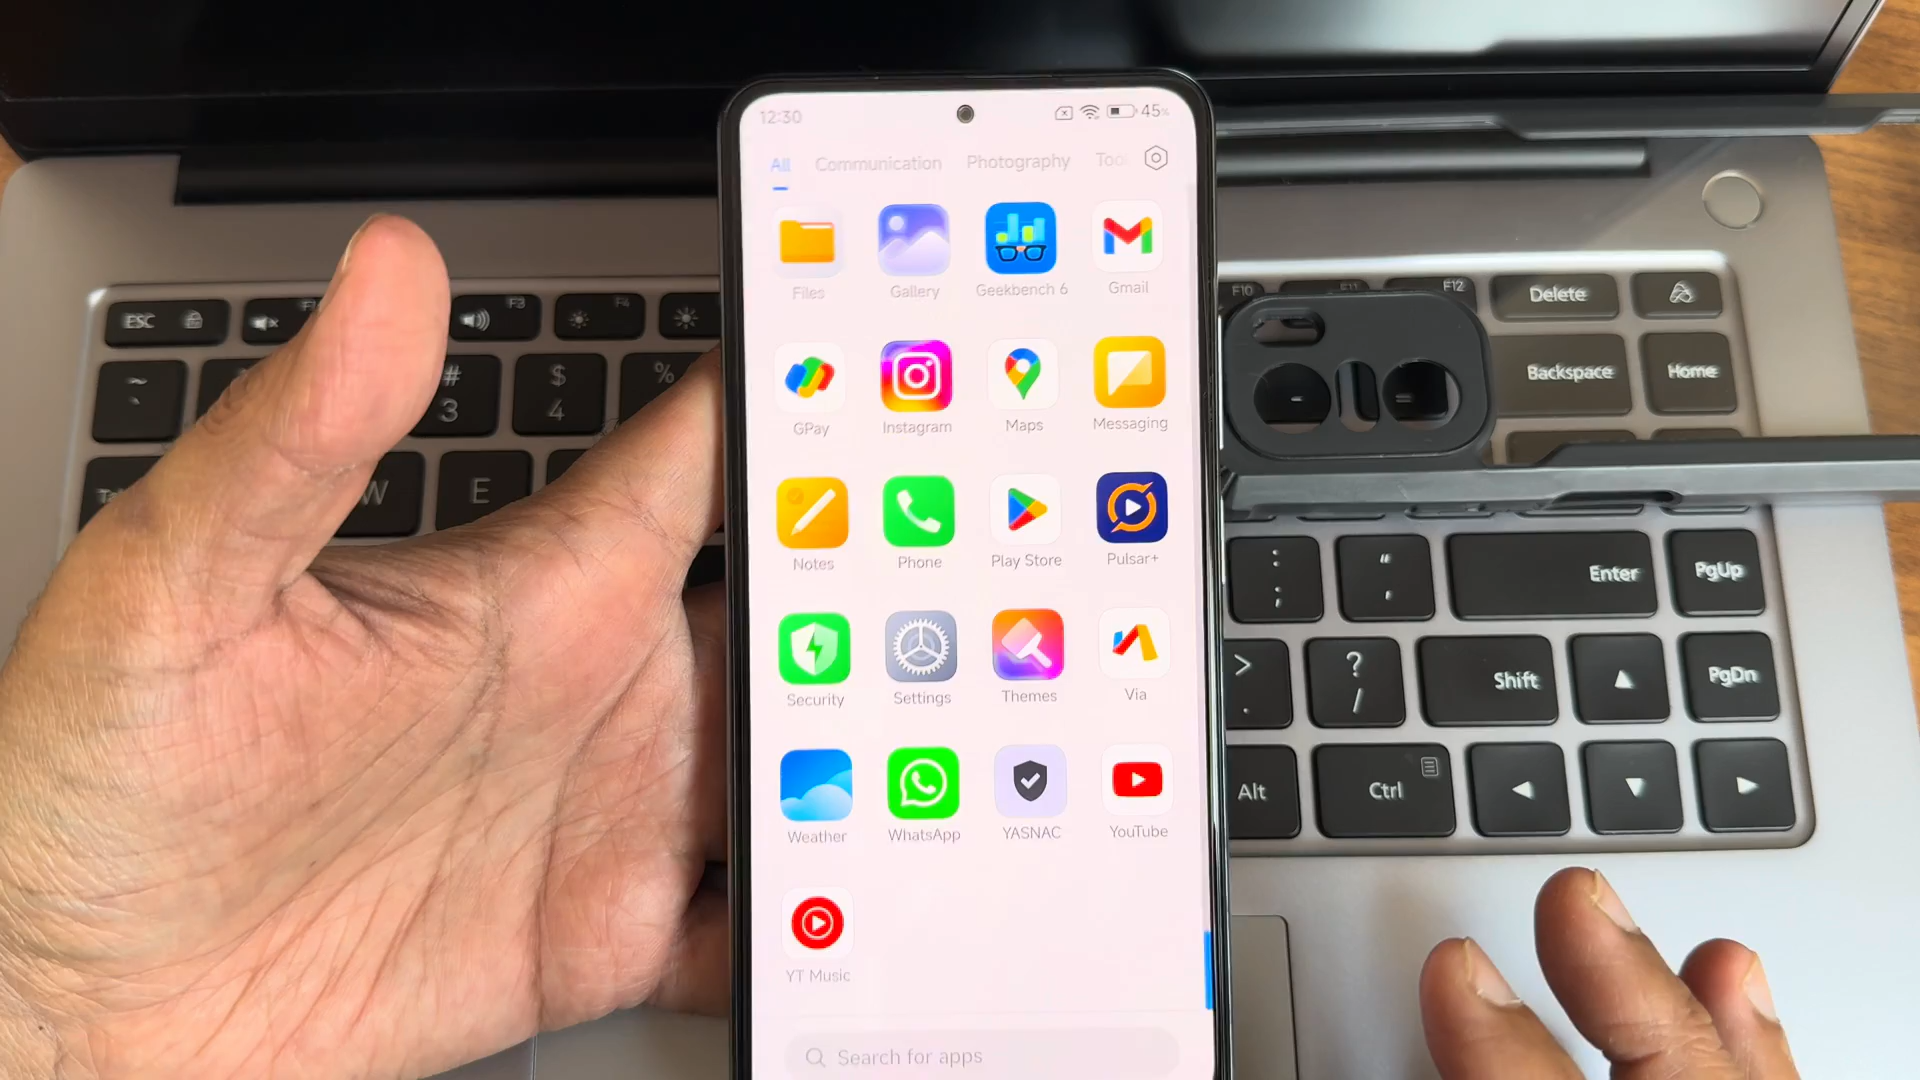 12:30
45%
All Communication Photography Too
Files Gallery Geekbench 6 Gmail
GPay Instagram Maps Messaging
Notes Phone Play Store Pulsar+
Security Settings Themes Via
Weather WhatsApp YASNAC YouTube
YT Music
Search for apps
ESC F3 F4
# $ %
3 4
W E
F10 F11 F12 Delete
- = Backspace Home
: "
; , Enter PgUp
> ?
. / Shift PgDn
Alt Ctrl